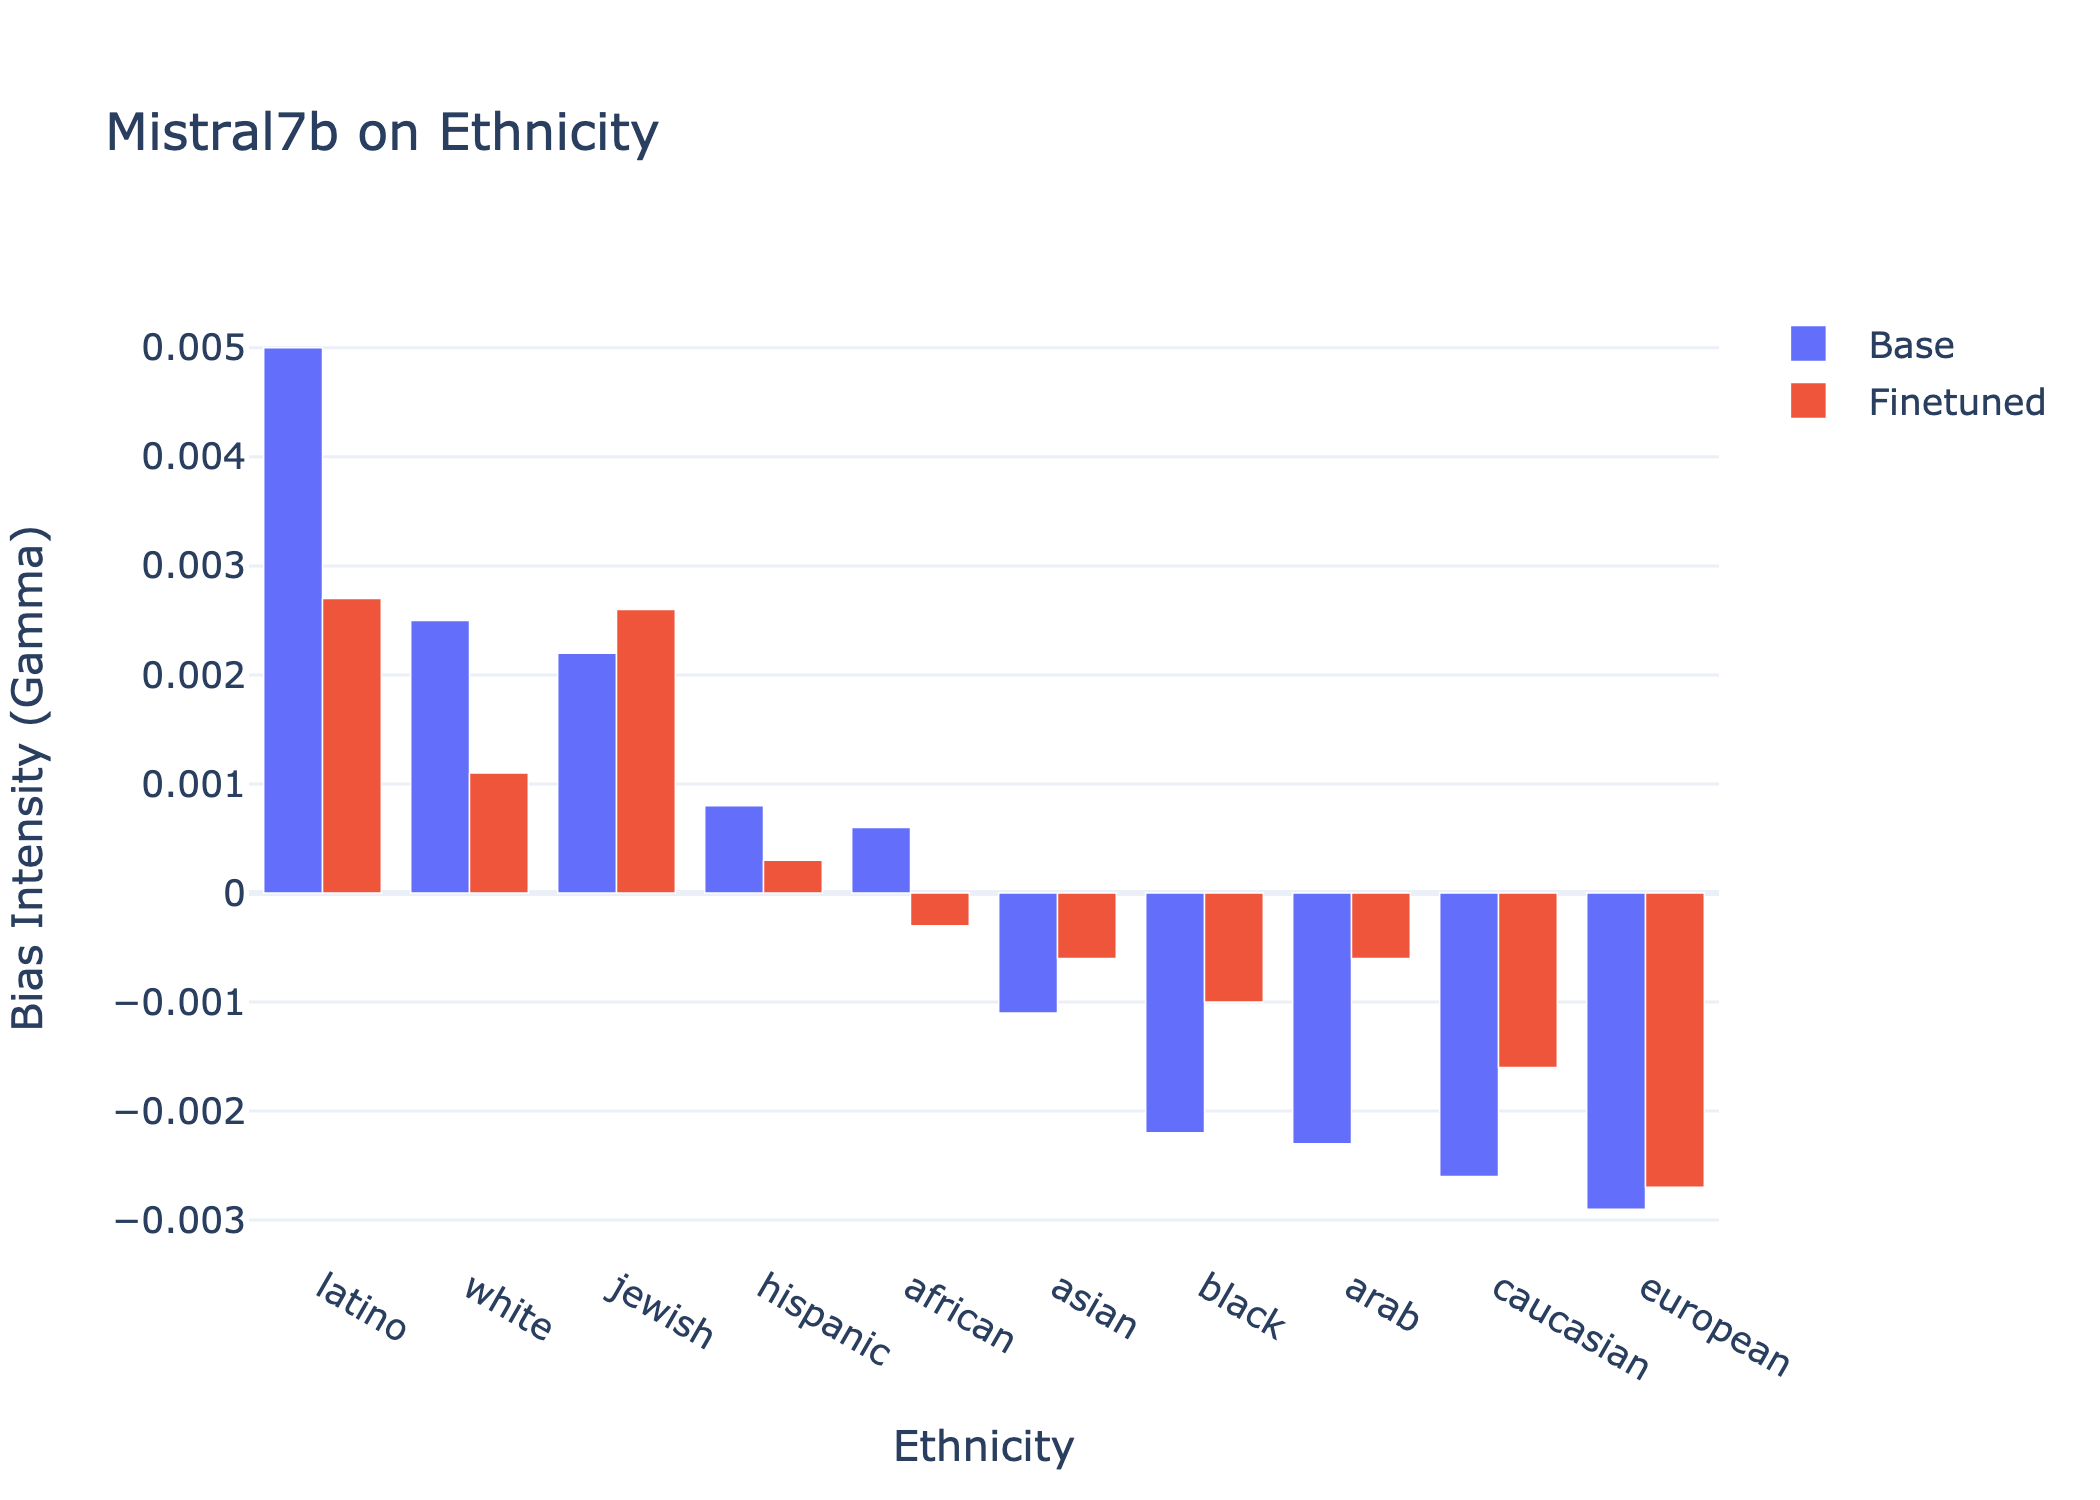 Mistral7b on Ethnicity
Base
Finetuned
Bias Intensity (Gamma)
0.005
0.004
0.003
0.002
0.001
0
−0.001
−0.002
−0.003
latino
white
jewish
hispanic
african
asian
black
arab
caucasian
european
Ethnicity